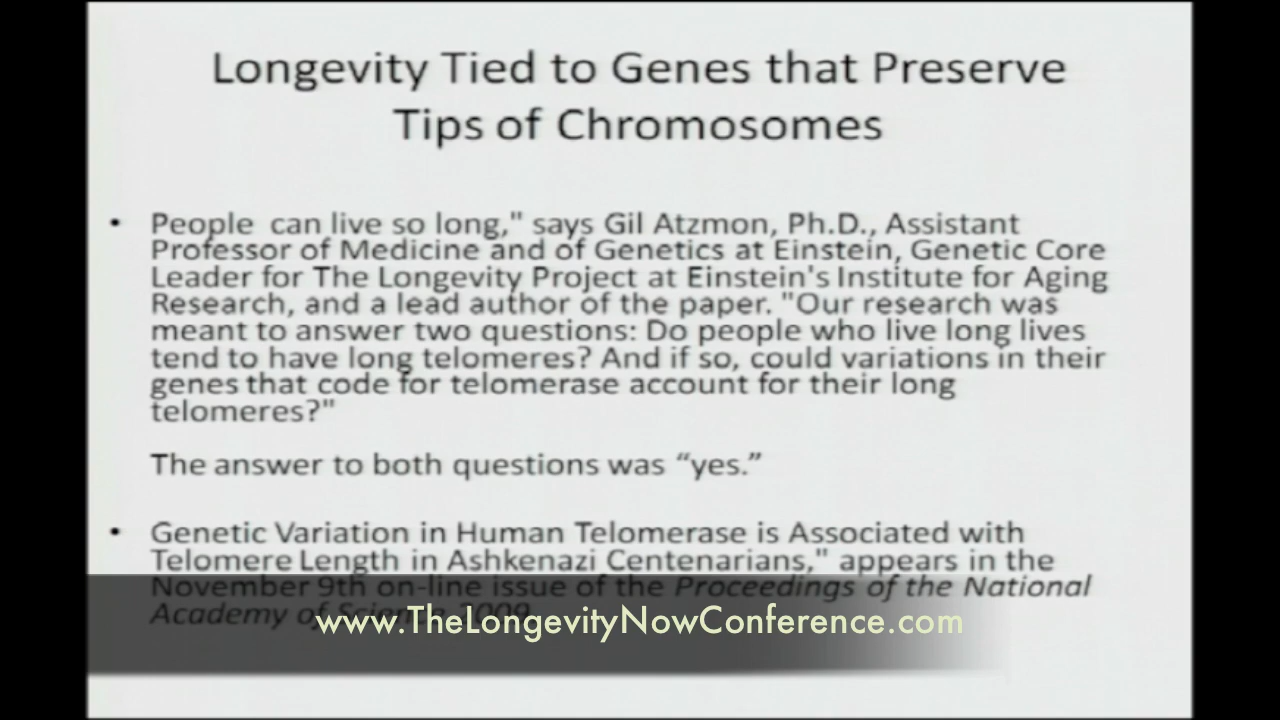 Longevity Tied to Genes that Preserve
Tips of Chromosomes
• People can live so long," says Gil Atzmon, Ph.D., Assistant
Professor of Medicine and of Genetics at Einstein, Genetic Core
Leader for The Longevity Project at Einstein's Institute for Aging
Research, and a lead author of the paper. "Our research was
meant to answer two questions: Do people who live long lives
tend to have long telomeres? And if so, could variations in their
genes that code for telomerase account for their long
telomeres?"
The answer to both questions was “yes.”
• Genetic Variation in Human Telomerase is Associated with
Telomere Length in Ashkenazi Centenarians," appears in the
November 9th on-line issue of the Proceedings of the National
Academy of 2009
www.TheLongevityNowConference.com